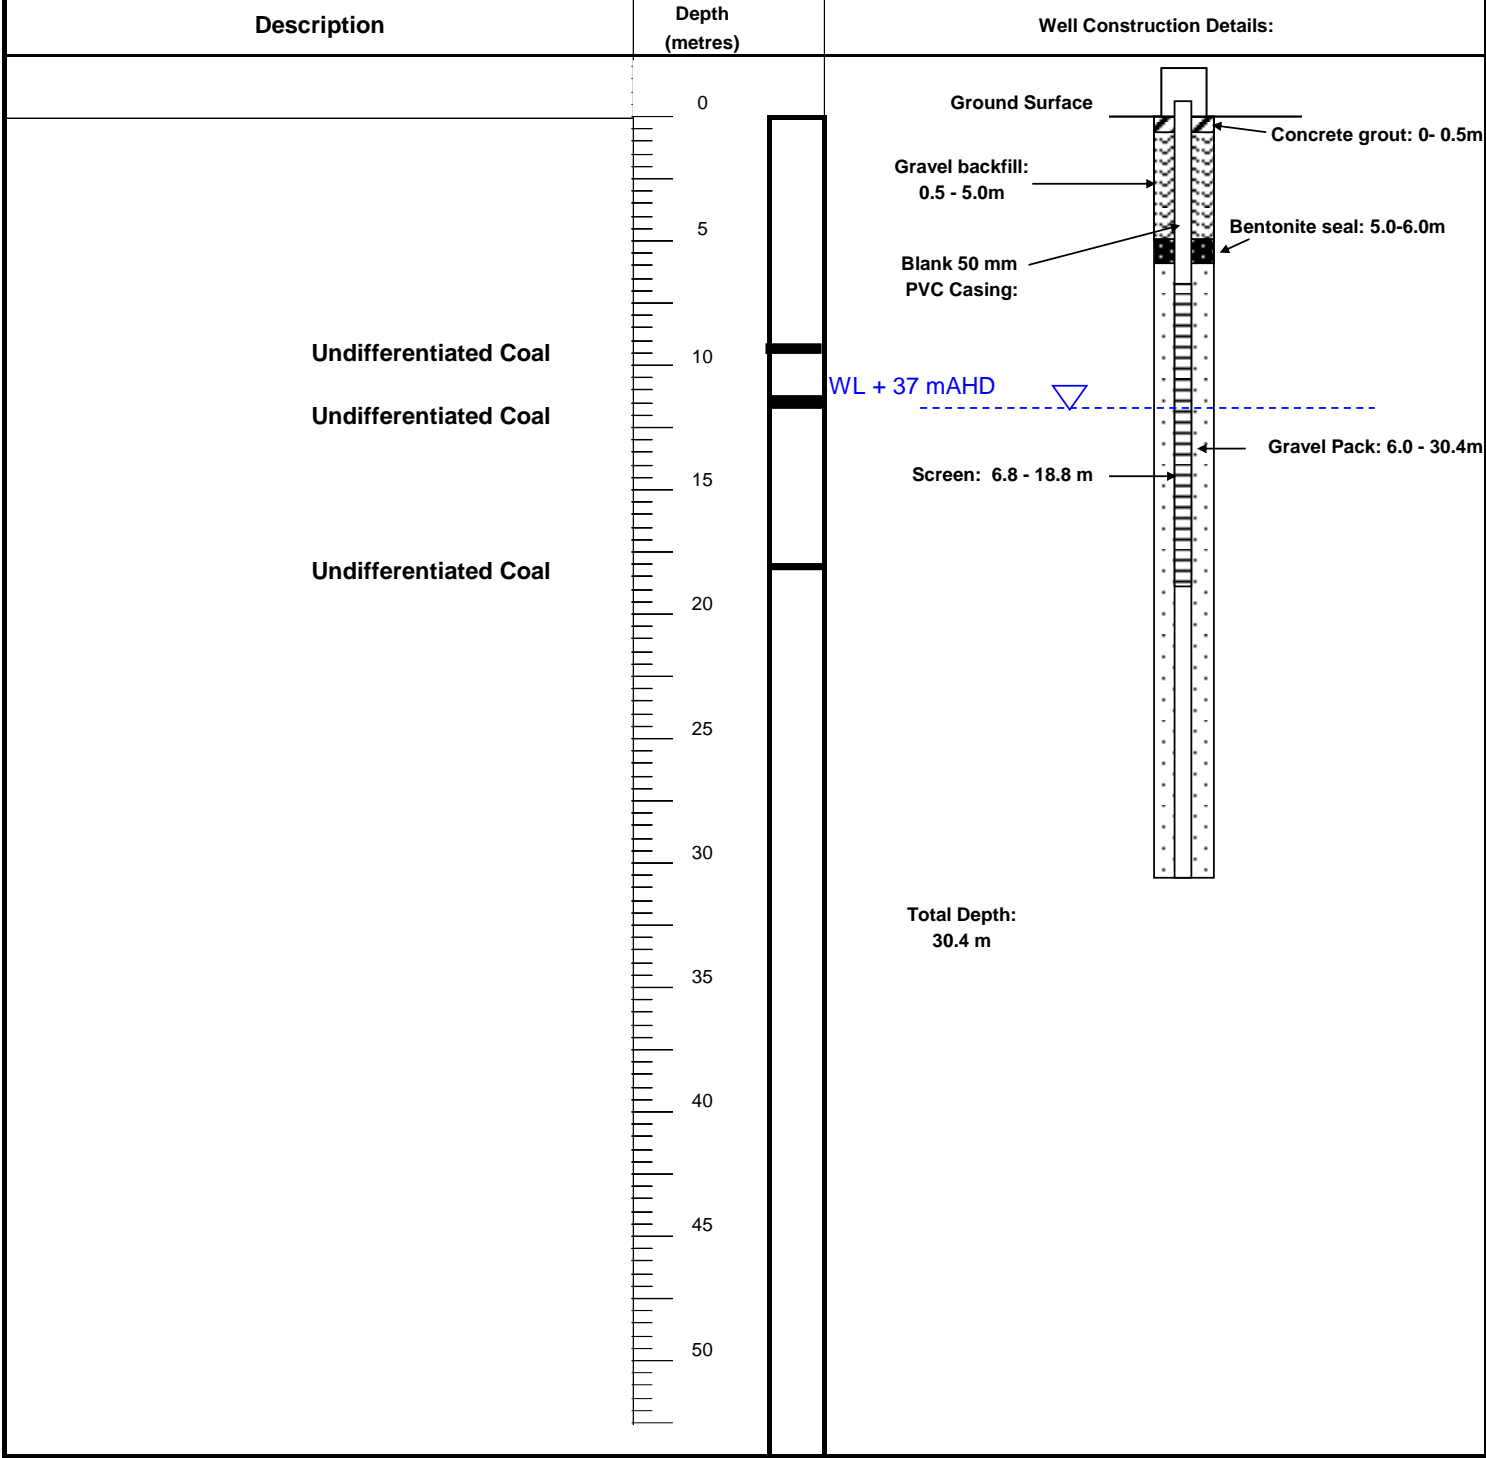 Description
Depth
(metres)
Well Construction Details:
0
Ground Surface
Concrete grout: 0- 0.5m
Gravel backfill:
0.5 - 5.0m
5
Bentonite seal: 5.0-6.0m
Blank 50 mm
PVC Casing:
Undifferentiated Coal
10
WL + 37 mAHD
Undifferentiated Coal
Gravel Pack: 6.0 - 30.4m
15
Screen:  6.8 - 18.8 m
Undifferentiated Coal
20
25
30
Total Depth:
30.4 m
35
40
45
50